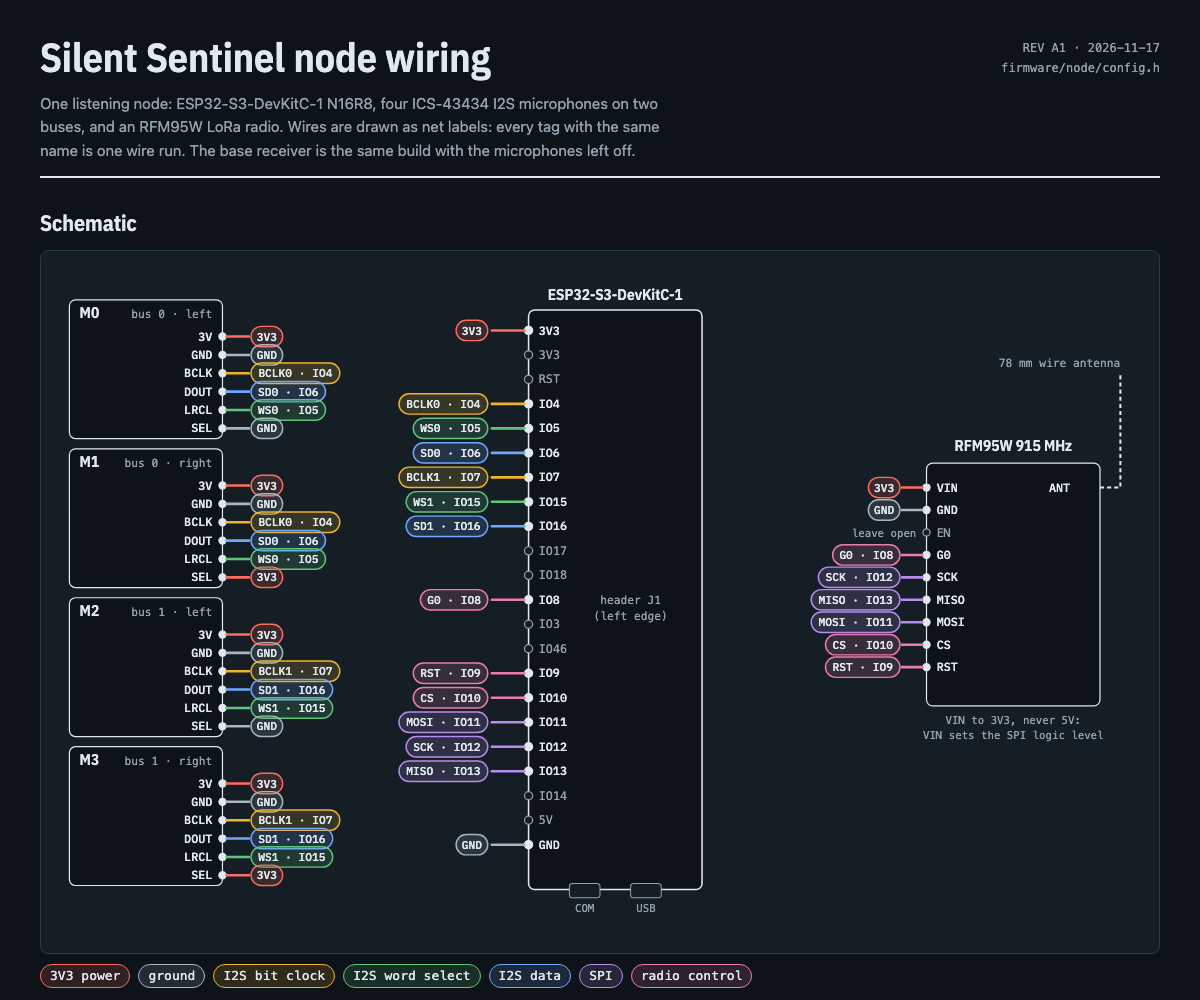 Silent Sentinel node wiring
REV A1 · 2026-11-17
firmware/node/config.h
One listening node: ESP32-S3-DevKitC-1 N16R8, four ICS-43434 I2S microphones on two
buses, and an RFM95W LoRa radio. Wires are drawn as net labels: every tag with the same
name is one wire run. The base receiver is the same build with the microphones left off.
Schematic
M0 bus 0 · left
3V 3V3
GND GND
BCLK BCLK0 · IO4
DOUT SD0 · IO6
LRCL WS0 · IO5
SEL GND
M1 bus 0 · right
3V 3V3
GND GND
BCLK BCLK0 · IO4
DOUT SD0 · IO6
LRCL WS0 · IO5
SEL 3V3
M2 bus 1 · left
3V 3V3
GND GND
BCLK BCLK1 · IO7
DOUT SD1 · IO16
LRCL WS1 · IO15
SEL GND
M3 bus 1 · right
3V 3V3
GND GND
BCLK BCLK1 · IO7
DOUT SD1 · IO16
LRCL WS1 · IO15
SEL 3V3
ESP32-S3-DevKitC-1
3V3 3V3
3V3
RST
BCLK0 · IO4 IO4
WS0 · IO5 IO5
SD0 · IO6 IO6
BCLK1 · IO7 IO7
WS1 · IO15 IO15
SD1 · IO16 IO16
IO17
IO18
G0 · IO8 IO8
IO3
IO46
RST · IO9 IO9
CS · IO10 IO10
MOSI · IO11 IO11
SCK · IO12 IO12
MISO · IO13 IO13
IO14
5V
GND GND
header J1
(left edge)
COM USB
78 mm wire antenna
RFM95W 915 MHz
3V3 VIN ANT
GND GND
leave open EN
G0 · IO8 G0
SCK · IO12 SCK
MISO · IO13 MISO
MOSI · IO11 MOSI
CS · IO10 CS
RST · IO9 RST
VIN to 3V3, never 5V:
VIN sets the SPI logic level
3V3 power ground I2S bit clock I2S word select I2S data SPI radio control